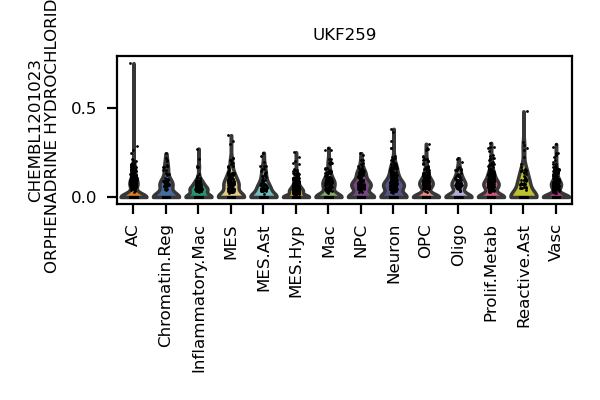 UKF259
CHEMBL1201023
ORPHENADRINE HYDROCHLORID
0.5
0.0
AC
Chromatin.Reg
Inflammatory.Mac
MES
MES.Ast
MES.Hyp
Mac
NPC
Neuron
OPC
Oligo
Prolif.Metab
Reactive.Ast
Vasc